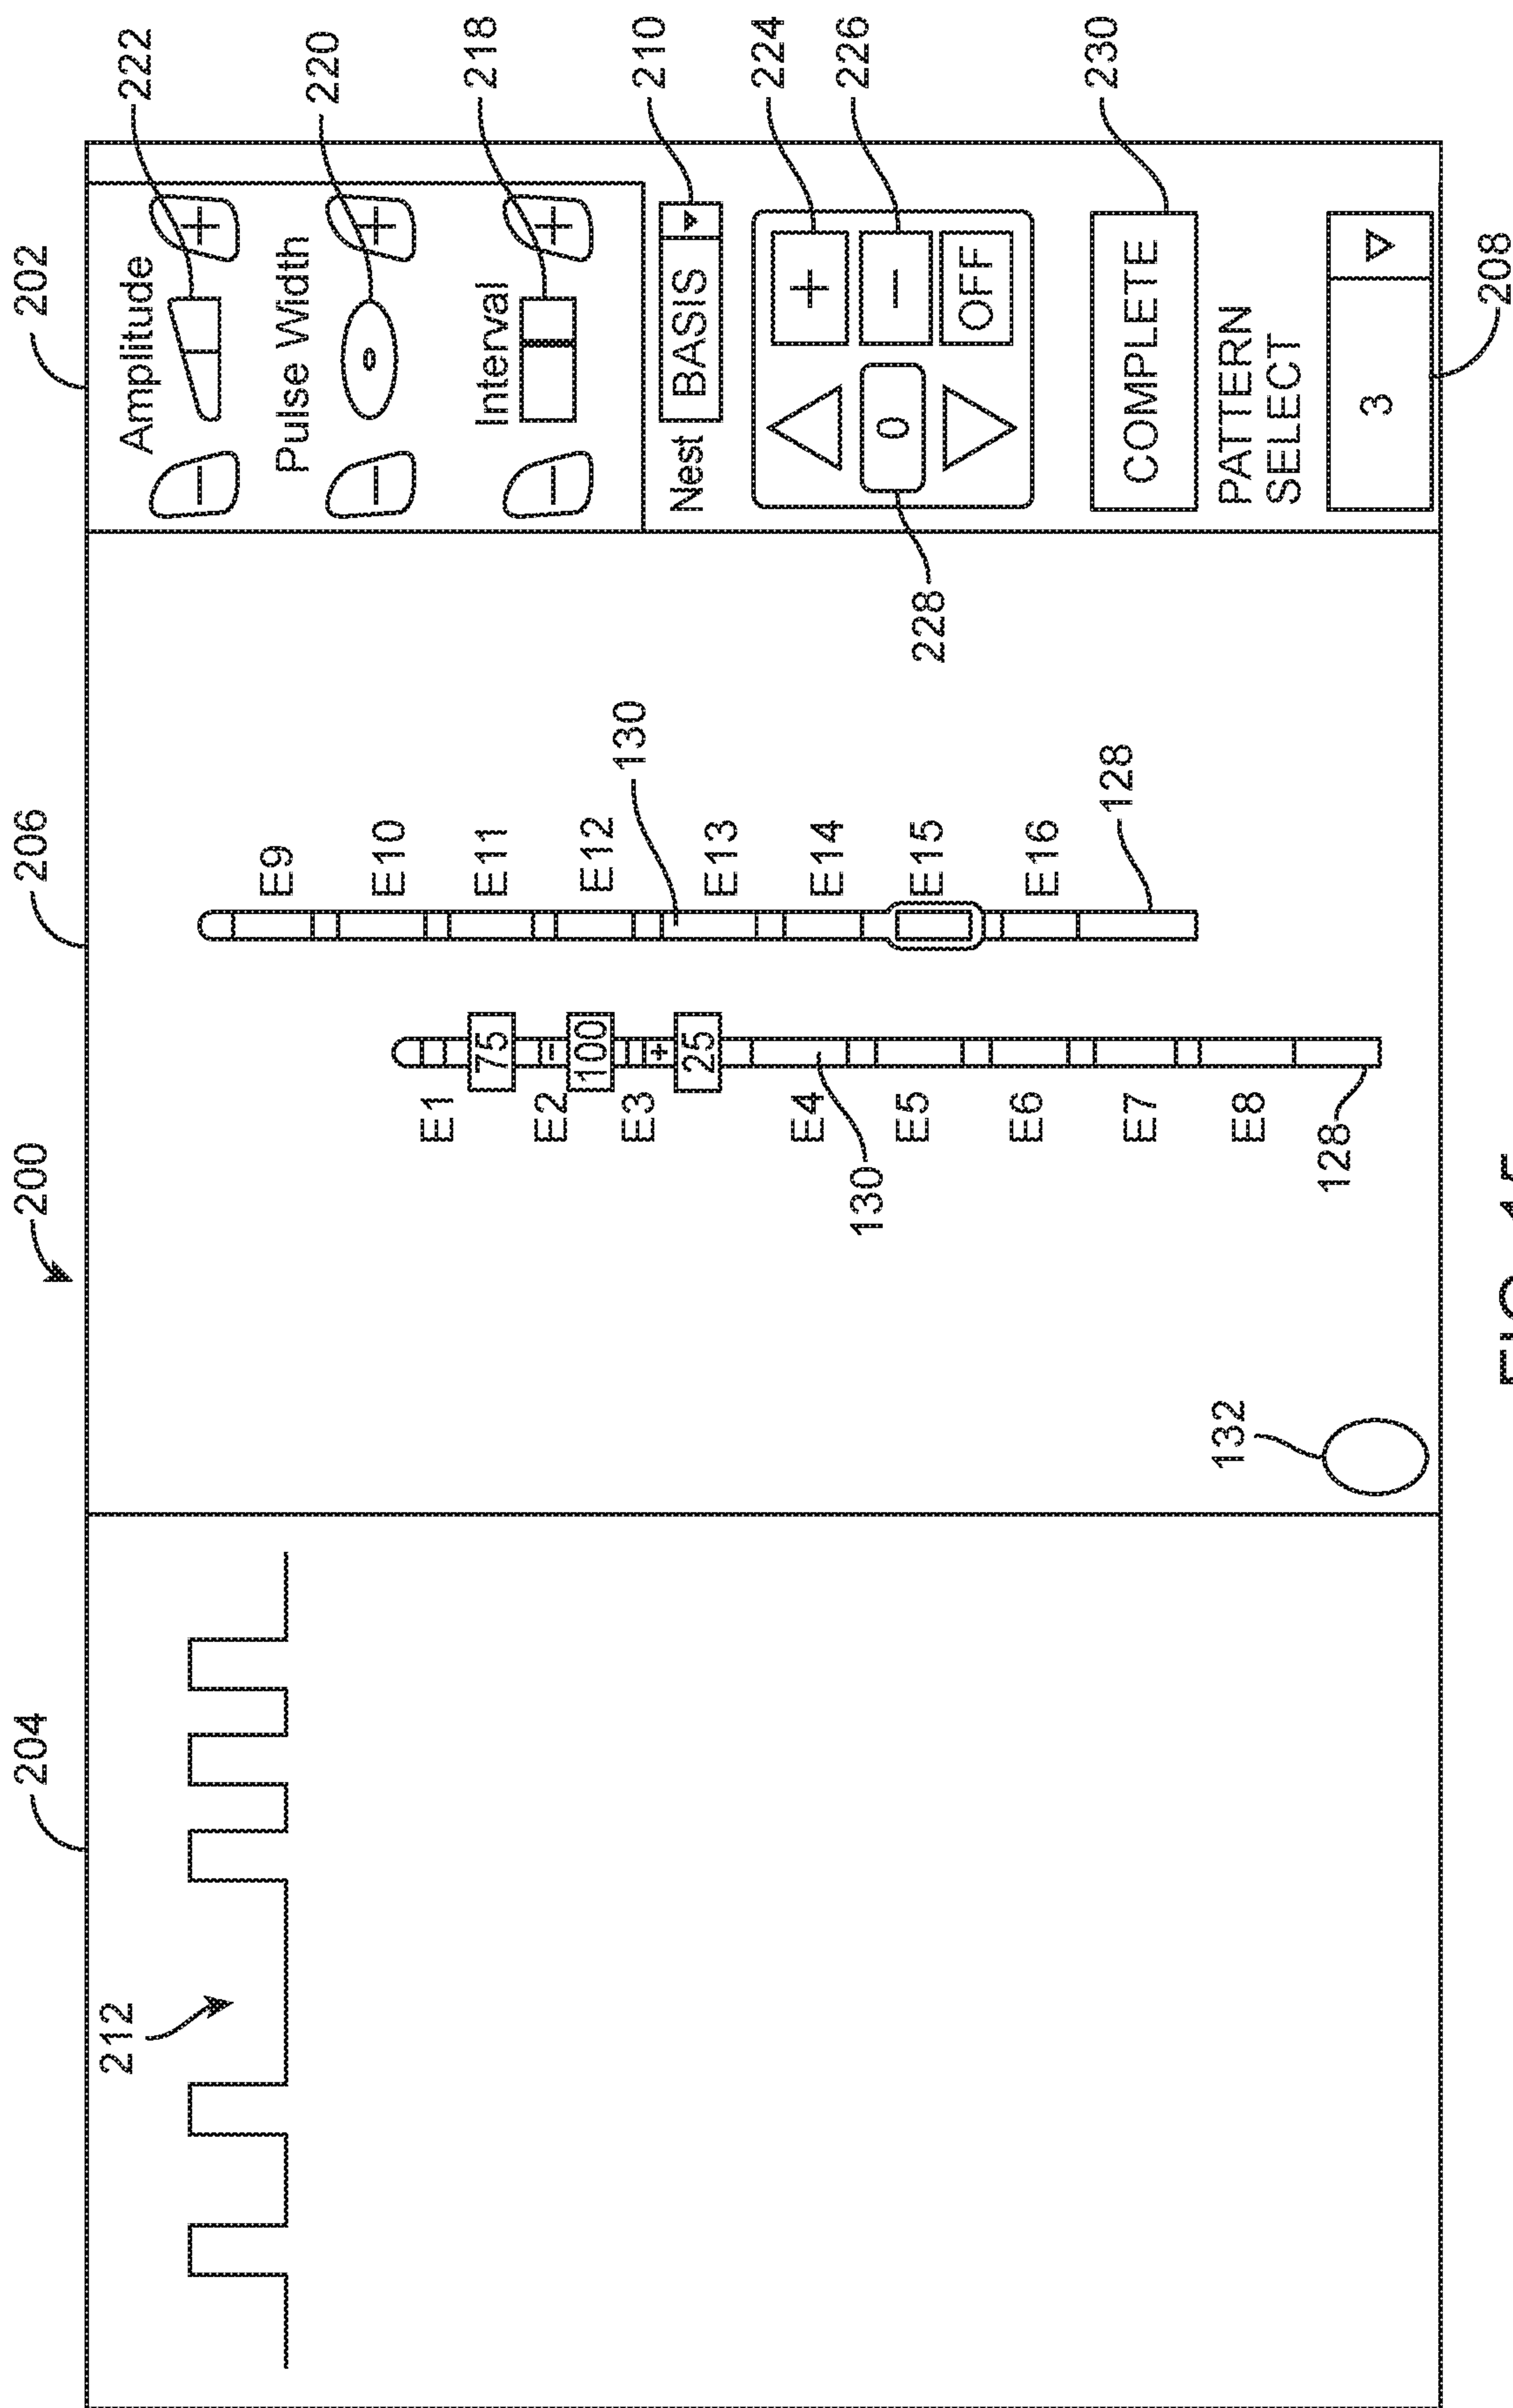 200
204
206
202
212
Amplitude
−
+
222
Pulse Width
−
+
220
Interval
−
+
218
Nest
BASIS
210
+
224
0
−
226
OFF
228
COMPLETE
230
PATTERN
SELECT
3
208
E9
E10
E11
E12
130
E13
E14
E15
E16
128
E1
75
E2
−
100
E3
+
25
E4
130
E5
E6
E7
E8
128
132
FIG. 15